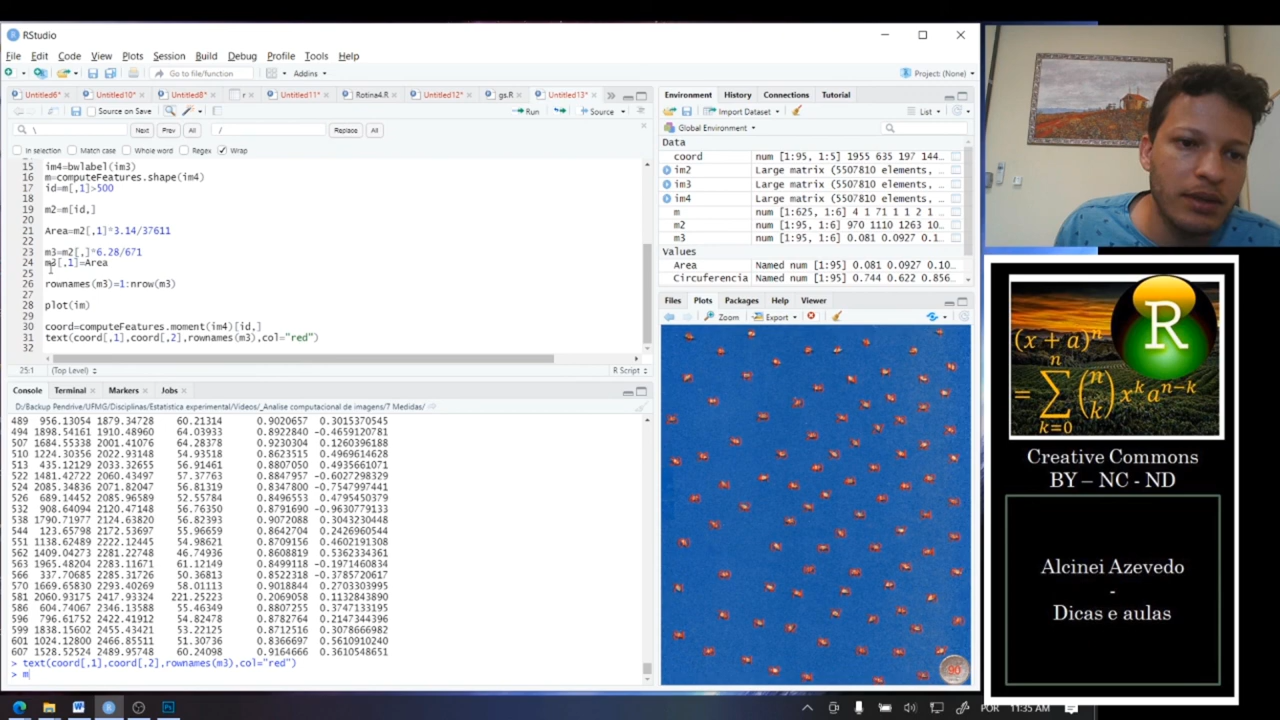 RStudio
File Edit Code View Plots Session Build Debug Profile Tools Help
Go to file/function Addins Project: (None)
Untitled6* Untitled10* Untitled8* r Untitled11* Rotina4.R Untitled12* gs.R Untitled13*
Source on Save Run Source
\ Next Prev All / Replace All
In selection Match case Whole word Regex Wrap
15 im4=bwlabel(im3)
16 m=computeFeatures.shape(im4)
17 id=m[,1]>500
18
19 m2=m[id,]
20
21 Area=m2[,1]*3.14/37611
22
23 m3=m2[,]*6.28/671
24 m3[,1]=Area
25
26 rownames(m3)=1:nrow(m3)
27
28 plot(im)
29
30 coord=computeFeatures.moment(im4)[id,]
31 text(coord[,1],coord[,2],rownames(m3),col="red")
32
25:1 (Top Level) R Script
Console Terminal Markers Jobs
D:/Backup Pendrive/UFMG/Disciplinas/Estatistica experimental/Videos/_Analise computacional de imagens/7 Medidas/
489 956.13054 1879.34728 60.21314 0.9020657 0.3015370545
494 1898.54161 1910.48960 64.03933 0.8922840 -0.4659120781
507 1684.55338 2001.41076 64.28378 0.9230304 0.1260396188
510 1224.30356 2022.93148 54.93518 0.8623515 0.4969614628
513 435.12129 2033.32655 56.91461 0.8807050 0.4935661071
522 1481.42722 2060.43497 57.37763 0.8847957 -0.6027298329
524 2085.34836 2071.82047 56.81319 0.8347800 -0.7547991441
526 689.14452 2085.96589 52.55784 0.8496553 0.4795450379
532 908.64094 2120.47148 56.76350 0.8791690 -0.9630779133
538 1790.71977 2124.63820 56.82393 0.9072088 0.3043230448
544 123.65798 2172.53697 55.96659 0.8642704 0.2426960544
551 1138.62489 2222.12445 54.98621 0.8709156 0.4602191308
562 1409.04273 2281.22748 46.74936 0.8608819 0.5362334361
563 1965.48204 2283.11671 61.12149 0.8499118 -0.1971460834
566 337.70685 2285.31726 50.36813 0.8522318 -0.3785720617
570 1669.65830 2293.40269 58.01113 0.9018844 0.2703303995
581 2060.93175 2417.93324 221.25223 0.2069058 0.1132843890
586 604.74067 2346.13588 55.46349 0.8807255 0.3747133195
596 796.61752 2422.41912 54.82478 0.8782764 0.2147344396
599 1838.15602 2455.43421 53.22125 0.8712516 0.3078666982
601 1024.12800 2466.85511 51.30736 0.8366697 0.5610910240
607 1528.52524 2489.95748 60.24098 0.9164666 0.3610548651
> text(coord[,1],coord[,2],rownames(m3),col="red")
> m
Environment History Connections Tutorial
Import Dataset List
Global Environment
Data
coord num [1:95, 1:5] 1955 635 197 144…
im2 Large matrix (5507810 elements, …
im3 Large matrix (5507810 elements, …
im4 Large matrix (5507810 elements, …
m num [1:625, 1:6] 4 1 71 1 1 2 1 …
m2 num [1:95, 1:6] 970 1110 1263 10…
m3 num [1:95, 1:6] 0.081 0.0927 0.1…
Values
Area Named num [1:95] 0.081 0.0927 0.10…
Circuferencia Named num [1:95] 0.744 0.622 0.856…
Files Plots Packages Help Viewer
Zoom Export
90
(x + a)^n
= ∑ k=0 n (n k) x^k a^n−k
R
Creative Commons
BY – NC - ND
Alcinei Azevedo
-
Dicas e aulas
POR 11:35 AM